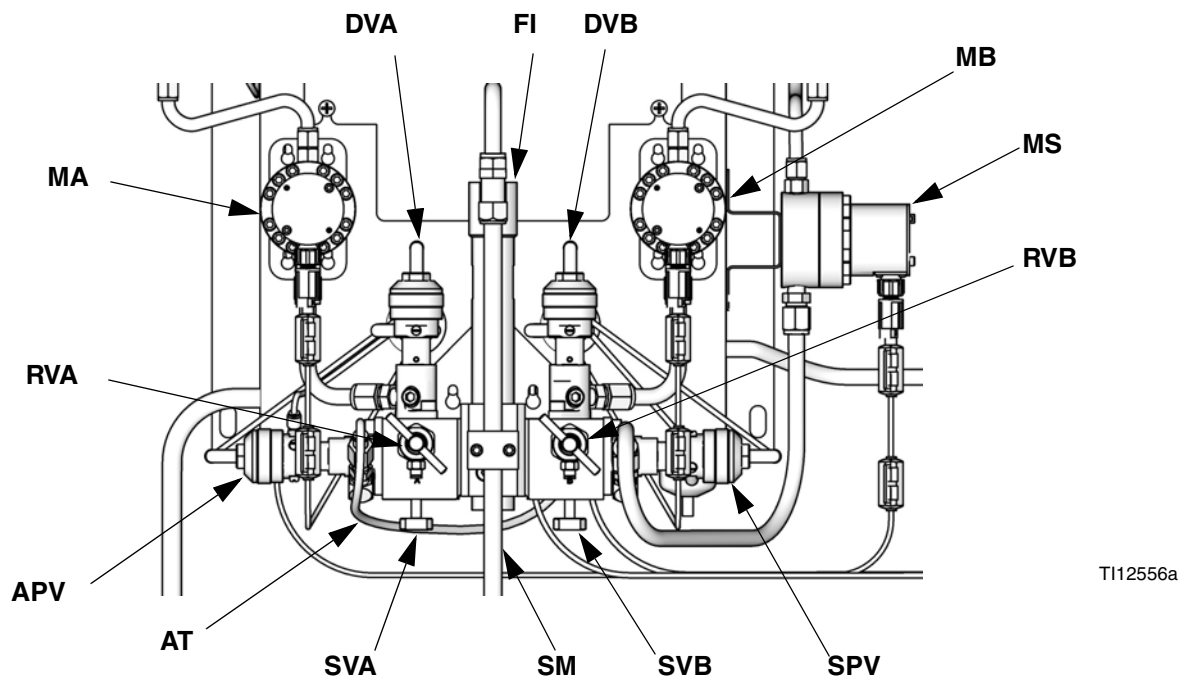 DVA
FI
DVB
MB
MA
MS
RVB
RVA
TI12556a
APV
AT
SVA
SM
SVB
SPV